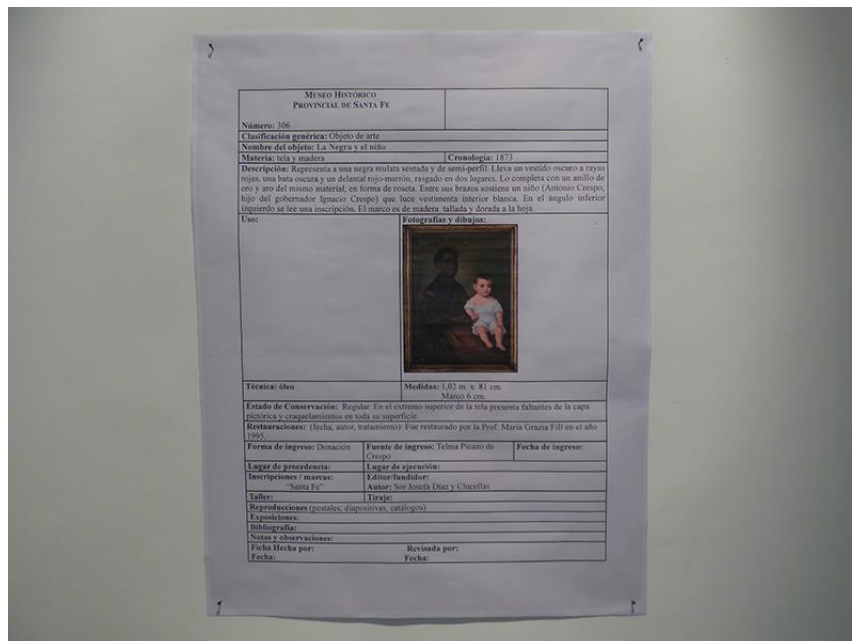 MUSEO HISTÓRICO
PROVINCIAL DE SANTA FE
Número: 306
Clasificación genérica: Objeto de arte
Nombre del objeto: La Negra y el niño
Materia: tela y madera
Cronología: 1873
Descripción: Representa a una negra mulata sentada y de semi-perfil. Lleva un vestido oscuro a rayas
rojas, una bata oscura y un delantal rojo-marrón, rasgado en dos lugares. Lo completa con un anillo de
oro y aro del mismo material, en forma de roseta. Entre sus brazos sostiene un niño (Antonio Crespo,
hijo del gobernador Ignacio Crespo) que luce vestimenta interior blanca. En el ángulo inferior
izquierdo se lee una inscripción. El marco es de madera, tallada y dorada a la hoja.
Uso:
Fotografías y dibujos:
Técnica: óleo
Medidas: 1,02 m. x 81 cm.
Marco 6 cm.
Estado de Conservación: Regular. En el extremo superior de la tela presenta faltantes de la capa
pictórica y craquelamientos en toda su superficie.
Restauraciones: (fecha, autor, tratamiento): Fue restaurado por la Prof. María Grazia Fill en el año
1995.
Forma de ingreso: Donación
Fuente de ingreso: Telma Picazo de
Crespo
Fecha de ingreso:
Lugar de procedencia:
Lugar de ejecución:
Inscripciones / marcas:
"Santa Fe"
Editor/fundidor:
Autor: Sor Josefa Díaz y Clucellas
Taller:
Tiraje:
Reproducciones (postales, diapositivas, catálogos)
Exposiciones:
Bibliografía:
Notas y observaciones:
Ficha Hecha por:
Revisada por:
Fecha:
Fecha: